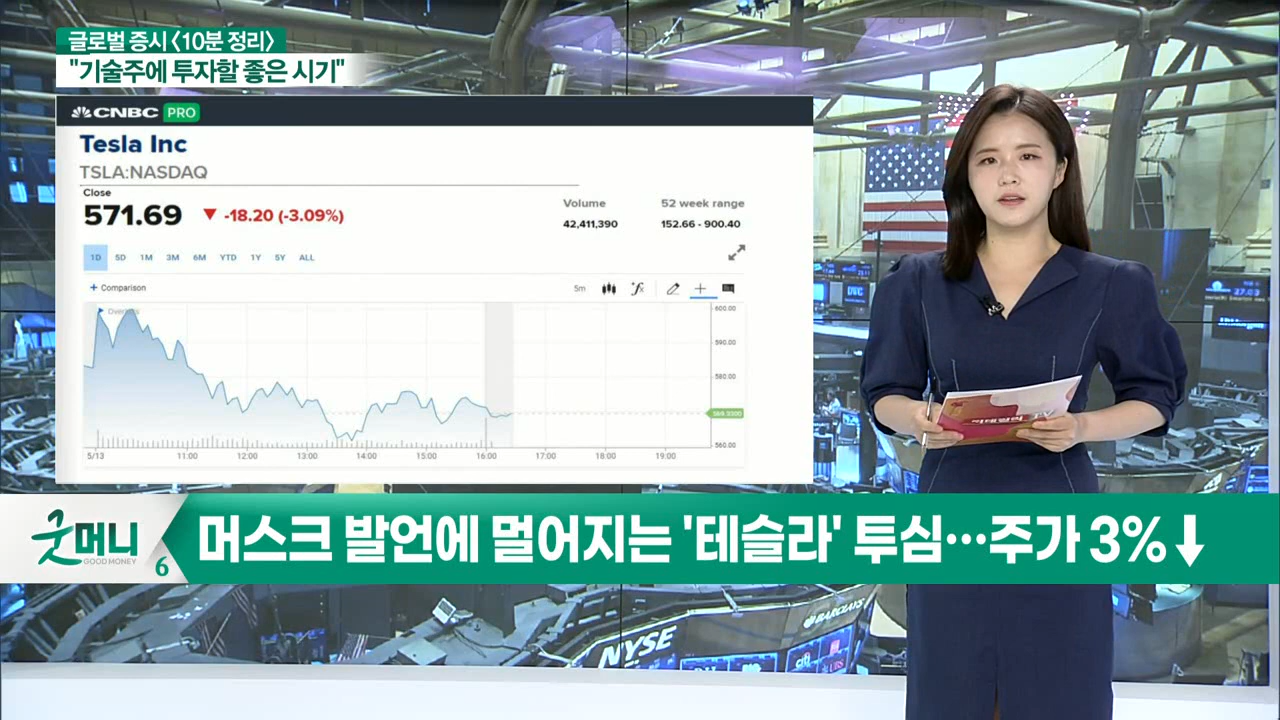 글로벌 증시 <10분 정리>
"기술주에 투자할 좋은 시기"
CNBC PRO
Tesla Inc
TSLA:NASDAQ
Close
571.69 ▼ -18.20 (-3.09%)
Volume
42,411,390
52 week range
152.66 - 900.40
1D 5D 1M 3M 6M YTD 1Y 5Y ALL
+ Comparison
5m
600.00
590.00
580.00
560.00
5/13 11:00 12:00 13:00 14:00 15:00 16:00 17:00 18:00 19:00
굿머니
GOOD MONEY
6
머스크 발언에 멀어지는 '테슬라' 투심…주가 3%↓
NYSE
BARCLAYS
citi
UBS